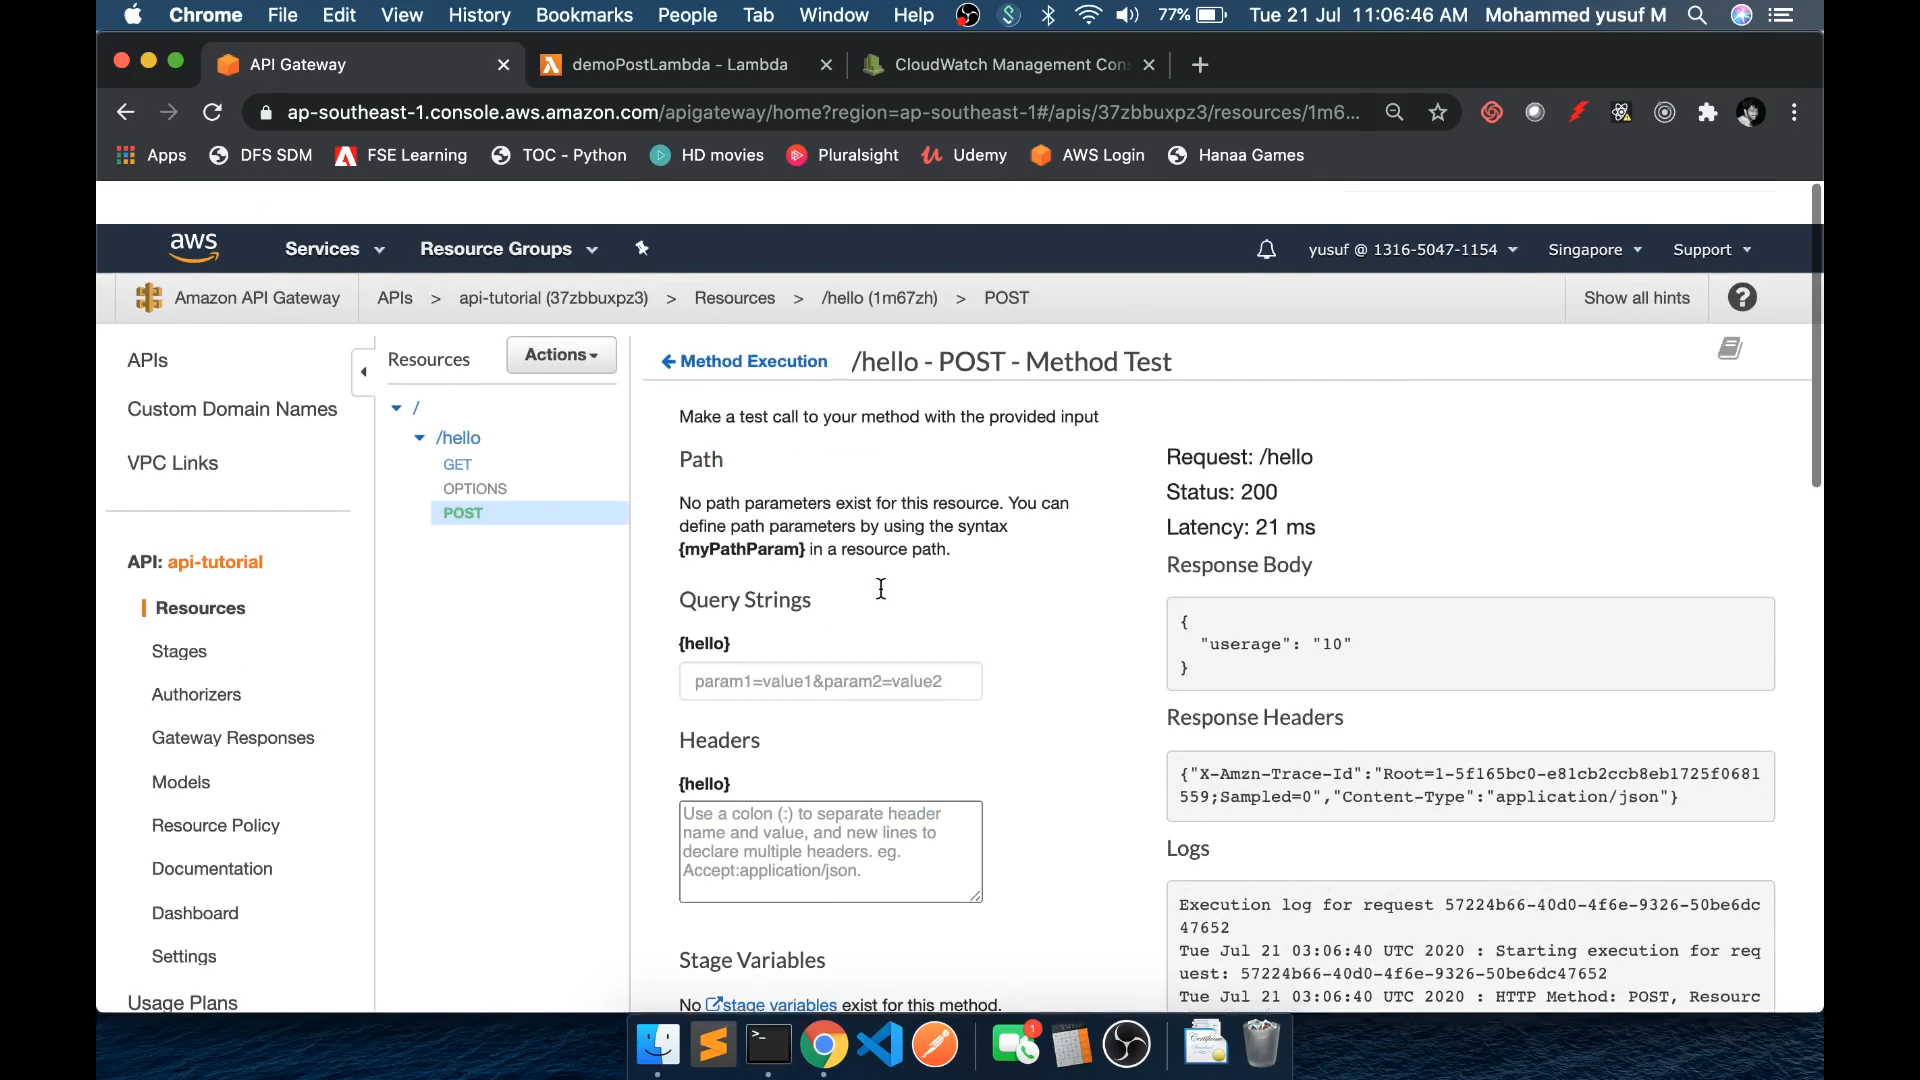 Chrome File Edit View History Bookmarks People Tab Window Help 77% Tue 21 Jul 11:06:46 AM Mohammed yusuf M
API Gateway demoPostLambda - Lambda CloudWatch Management Con
ap-southeast-1.console.aws.amazon.com/apigateway/home?region=ap-southeast-1#/apis/37zbbuxpz3/resources/1m6...
Apps DFS SDM FSE Learning TOC - Python HD movies Pluralsight Udemy AWS Login Hanaa Games
aws Services Resource Groups yusuf @ 1316-5047-1154 Singapore Support
Amazon API Gateway APIs > api-tutorial (37zbbuxpz3) > Resources > /hello (1m67zh) > POST Show all hints ?
APIs
Custom Domain Names
VPC Links
API: api-tutorial
Resources
Stages
Authorizers
Gateway Responses
Models
Resource Policy
Documentation
Dashboard
Settings
Usage Plans
Resources Actions
/
/hello
GET
OPTIONS
POST
Method Execution /hello - POST - Method Test
Make a test call to your method with the provided input
Path
No path parameters exist for this resource. You can
define path parameters by using the syntax
{myPathParam} in a resource path.
Query Strings
{hello}
param1=value1&param2=value2
Headers
{hello}
Use a colon (:) to separate header
name and value, and new lines to
declare multiple headers. eg.
Accept:application/json.
Stage Variables
No stage variables exist for this method.
Request: /hello
Status: 200
Latency: 21 ms
Response Body
{
"userage": "10"
}
Response Headers
{"X-Amzn-Trace-Id":"Root=1-5f165bc0-e81cb2ccb8eb1725f0681
559;Sampled=0","Content-Type":"application/json"}
Logs
Execution log for request 57224b66-40d0-4f6e-9326-50be6dc
47652
Tue Jul 21 03:06:40 UTC 2020 : Starting execution for req
uest: 57224b66-40d0-4f6e-9326-50be6dc47652
Tue Jul 21 03:06:40 UTC 2020 : HTTP Method: POST, Resourc
1